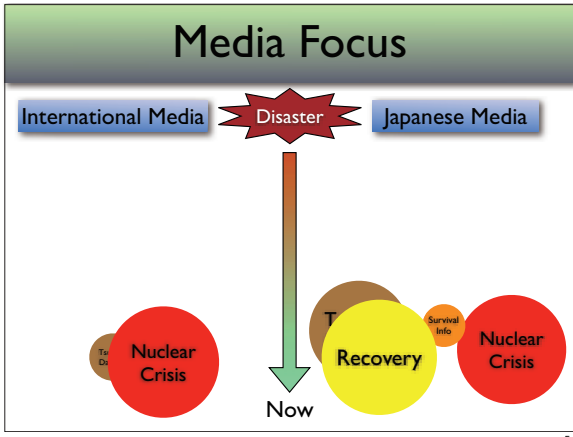 Media Focus
International Media
Disaster
Japanese Media
Survival
Info
Nuclear
Crisis
Recovery
Nuclear
Crisis
Now